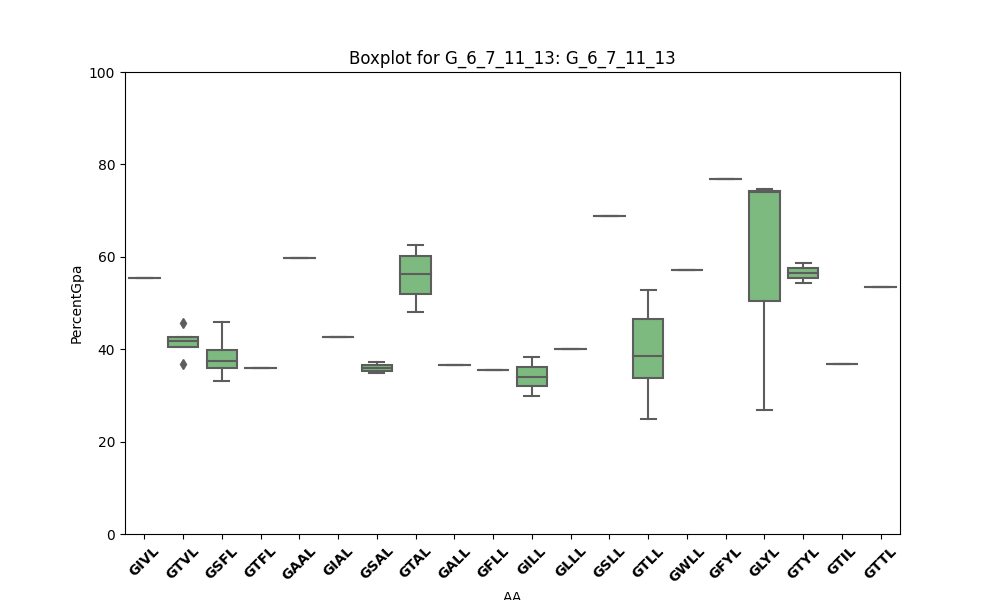 Boxplot for G_6_7_11_13: G_6_7_11_13
PercentGpa
100
80
60
40
20
0
GIVL GTVL GSFL GTFL GAAL GIAL GSAL GTAL GALL GFLL GILL GLLL GSLL GTLL GWLL GFYL GLYL GTYL GTIL GTTL
AA